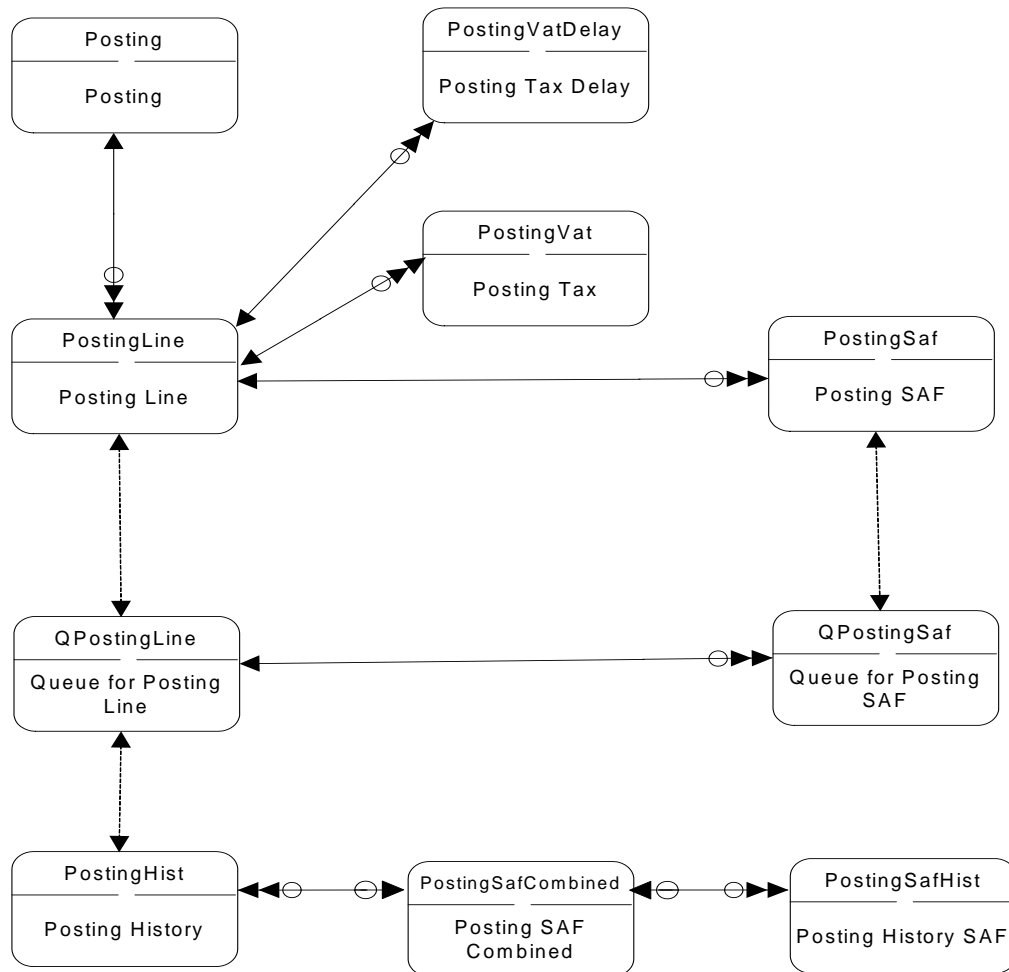 Posting
Posting
PostingVatDelay
Posting Tax Delay
PostingVat
Posting Tax
PostingLine
Posting Line
PostingSaf
Posting SAF
QPostingLine
Queue for Posting
Line
QPostingSaf
Queue for Posting
SAF
PostingHist
Posting History
PostingSafCombined
Posting SAF
Combined
PostingSafHist
Posting History SAF